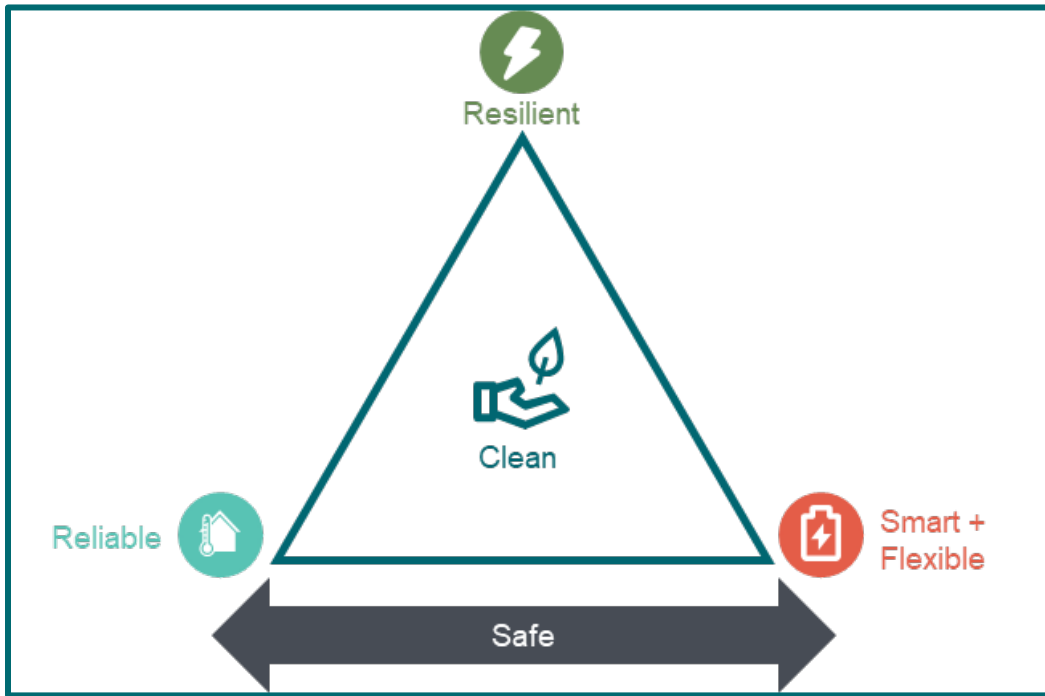 Resilient
Clean
Reliable
Smart +
Flexible
Safe